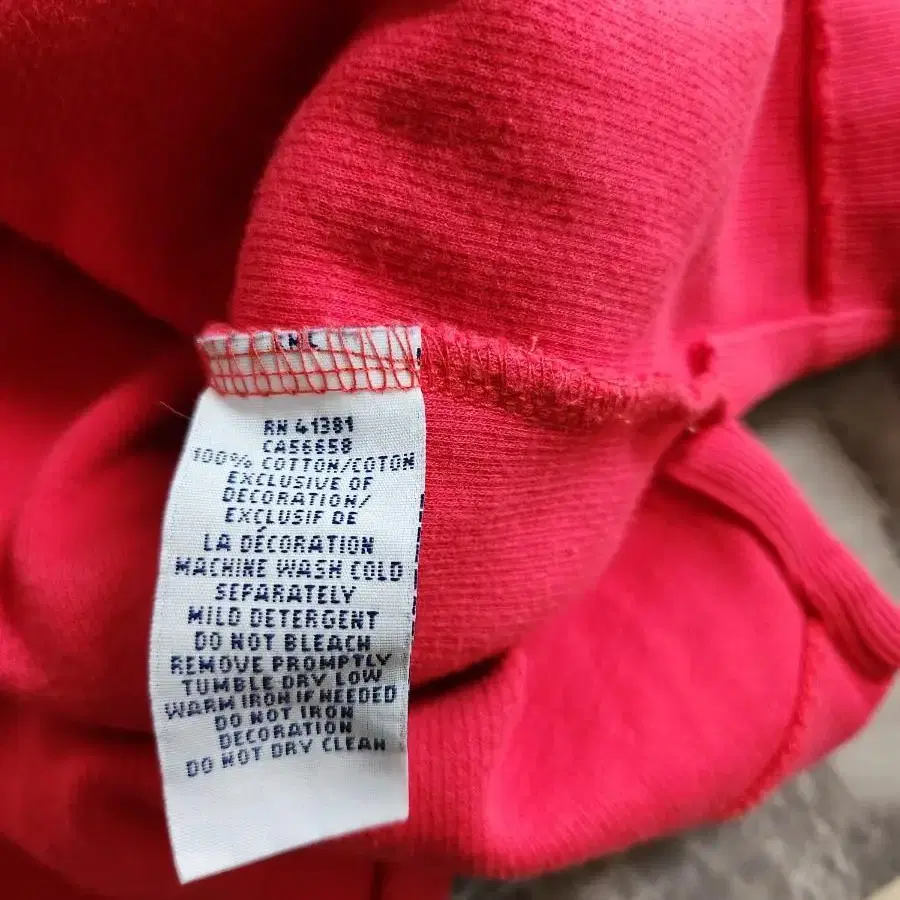 RN 41381
CA56658
100% COTTON/COTON
EXCLUSIVE OF
DECORATION/
EXCLUSIF DE
LA DÉCORATION
MACHINE WASH COLD
SEPARATELY
MILD DETERGENT
DO NOT BLEACH
REMOVE PROMPTLY
TUMBLE DRY LOW
WARM IRON IF NEEDED
DO NOT IRON
DECORATION
DO NOT DRY CLEAN